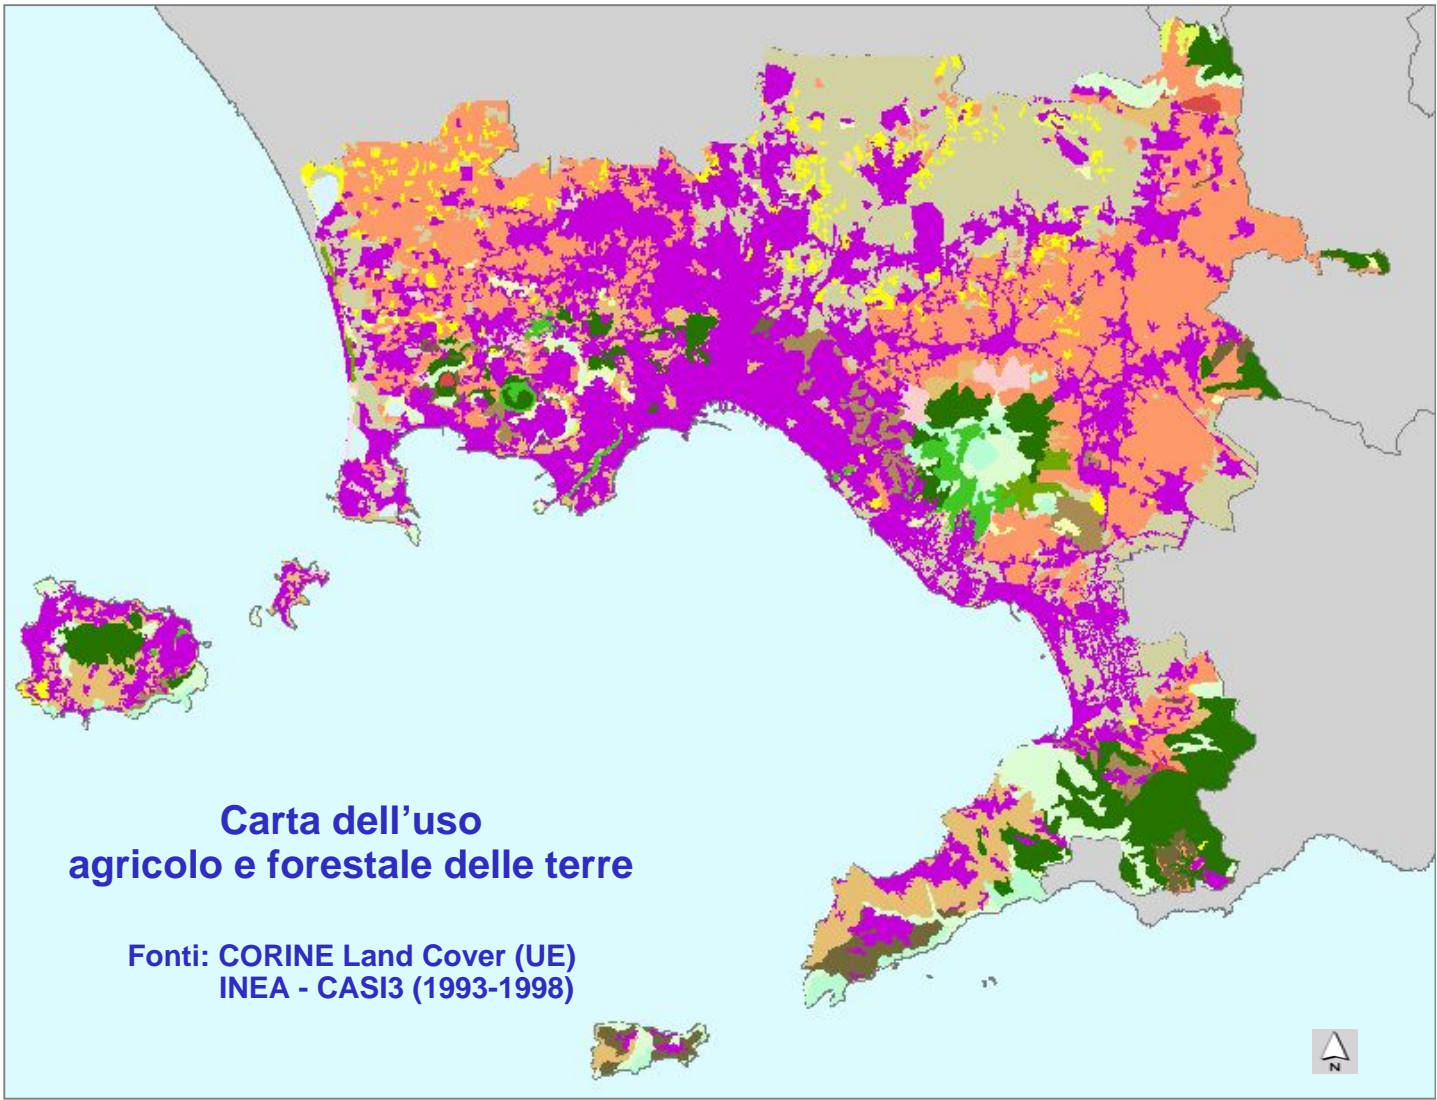 Carta dell’uso
agricolo e forestale delle terre
Fonti: CORINE Land Cover (UE)
INEA - CASI3 (1993-1998)
N